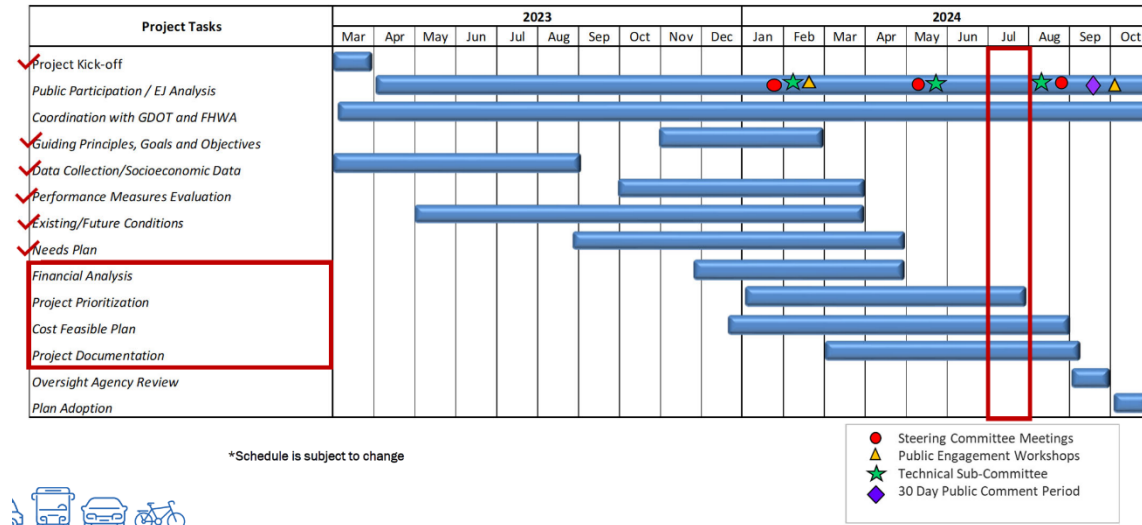 Project Tasks
2023
2024
Mar Apr May Jun Jul Aug Sep Oct Nov Dec Jan Feb Mar Apr May Jun Jul Aug Sep Oct
Project Kick-off
Public Participation / EJ Analysis
Coordination with GDOT and FHWA
Guiding Principles, Goals and Objectives
Data Collection/Socioeconomic Data
Performance Measures Evaluation
Existing/Future Conditions
Needs Plan
Financial Analysis
Project Prioritization
Cost Feasible Plan
Project Documentation
Oversight Agency Review
Plan Adoption
*Schedule is subject to change
Steering Committee Meetings
Public Engagement Workshops
Technical Sub-Committee
30 Day Public Comment Period